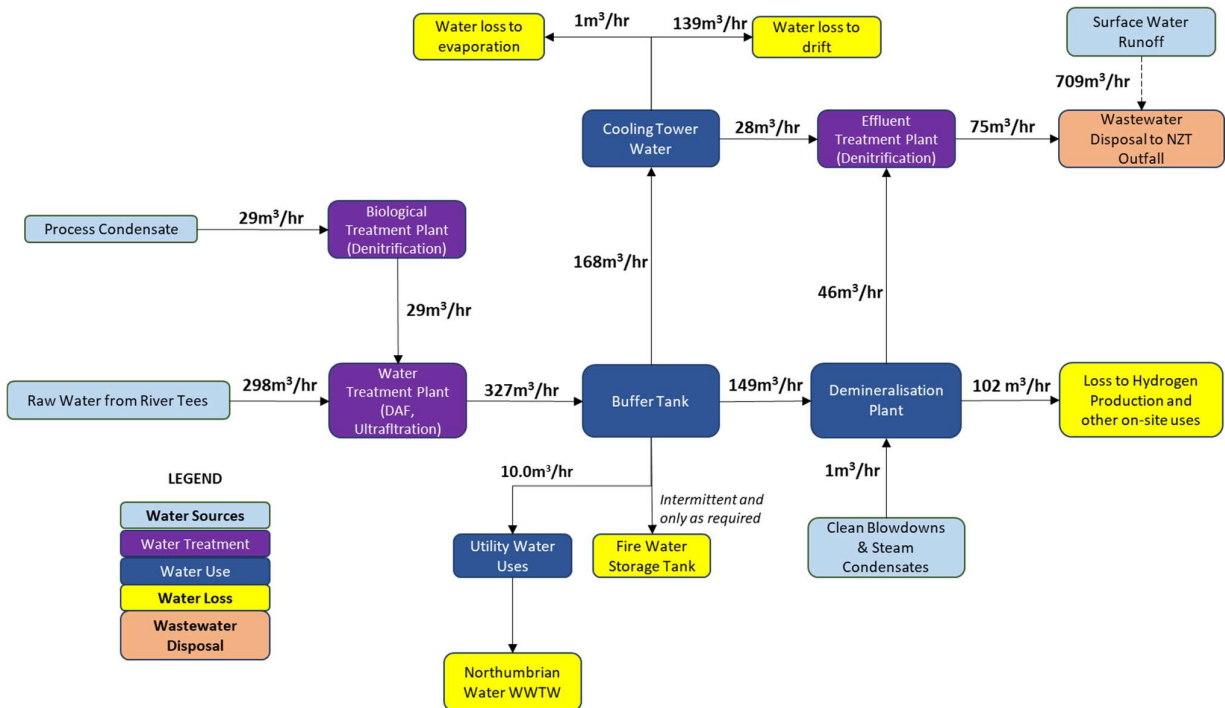 Water loss to
evaporation
1m³/hr
139m³/hr
Water loss to
drift
Surface Water
Runoff
709m³/hr
Cooling Tower
Water
28m³/hr
Effluent
Treatment Plant
(Denitrification)
75m³/hr
Wastewater
Disposal to NZT
Outfall
Process Condensate
29m³/hr
Biological
Treatment Plant
(Denitrification)
168m³/hr
46m³/hr
29m³/hr
Raw Water from River Tees
298m³/hr
Water
Treatment Plant
(DAF,
Ultrafltration)
327m³/hr
Buffer Tank
149m³/hr
Demineralisation
Plant
102 m³/hr
Loss to Hydrogen
Production and
other on-site uses
10.0m³/hr
Intermittent and
only as required
1m³/hr
Utility Water
Uses
Fire Water
Storage Tank
Clean Blowdowns
& Steam
Condensates
Northumbrian
Water WWTW
LEGEND
Water Sources
Water Treatment
Water Use
Water Loss
Wastewater
Disposal